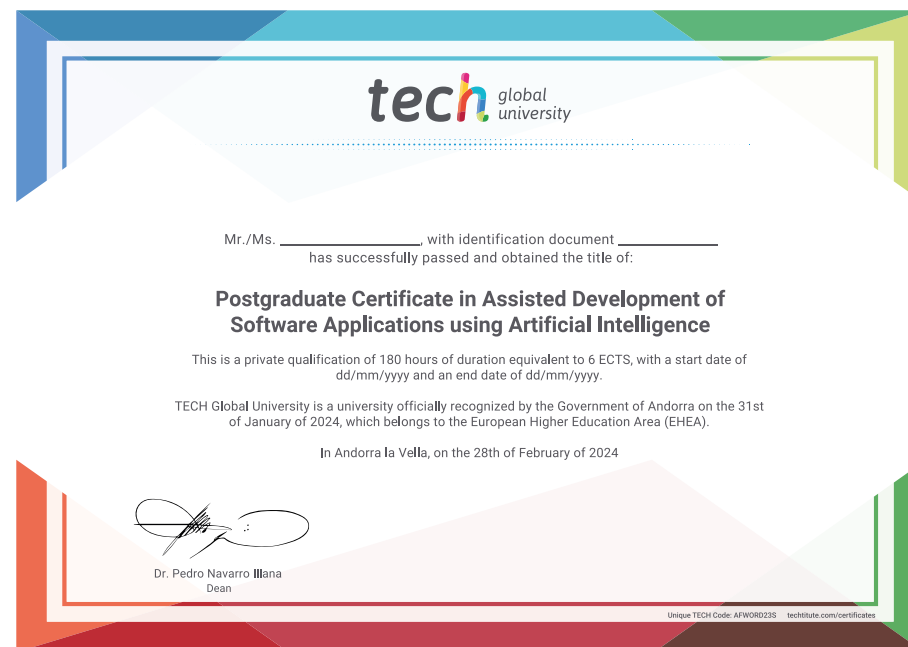 tech global
university
Mr./Ms. ____________, with identification document ____________
has successfully passed and obtained the title of:
Postgraduate Certificate in Assisted Development of
Software Applications using Artificial Intelligence
This is a private qualification of 180 hours of duration equivalent to 6 ECTS, with a start date of
dd/mm/yyyy and an end date of dd/mm/yyyy.
TECH Global University is a university officially recognized by the Government of Andorra on the 31st
of January of 2024, which belongs to the European Higher Education Area (EHEA).
In Andorra la Vella, on the 28th of February of 2024
Dr. Pedro Navarro Illana
Dean
Unique TECH Code: AFWORD23S techtitute.com/certificates